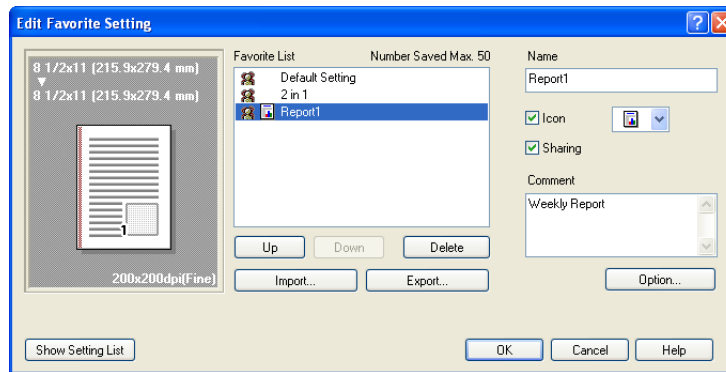 Edit Favorite Setting
8 1/2x11 (215.9x279.4 mm)
8 1/2x11 (215.9x279.4 mm)
1
200x200dpi(Fine)
Show Setting List
Favorite List Number Saved Max. 50
Default Setting
2 in 1
Report1
Up Down Delete
Import... Export...
Name
Report1
Icon
Sharing
Comment
Weekly Report
Option...
OK Cancel Help